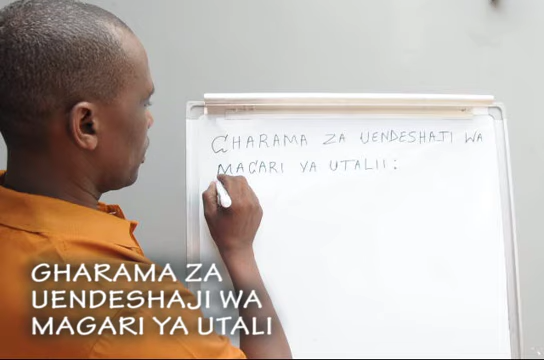 GHARAMA ZA UENDESHAJI WA
MAGARI YA UTALII:
GHARAMA ZA
UENDESHAJI WA
MAGARI YA UTALI